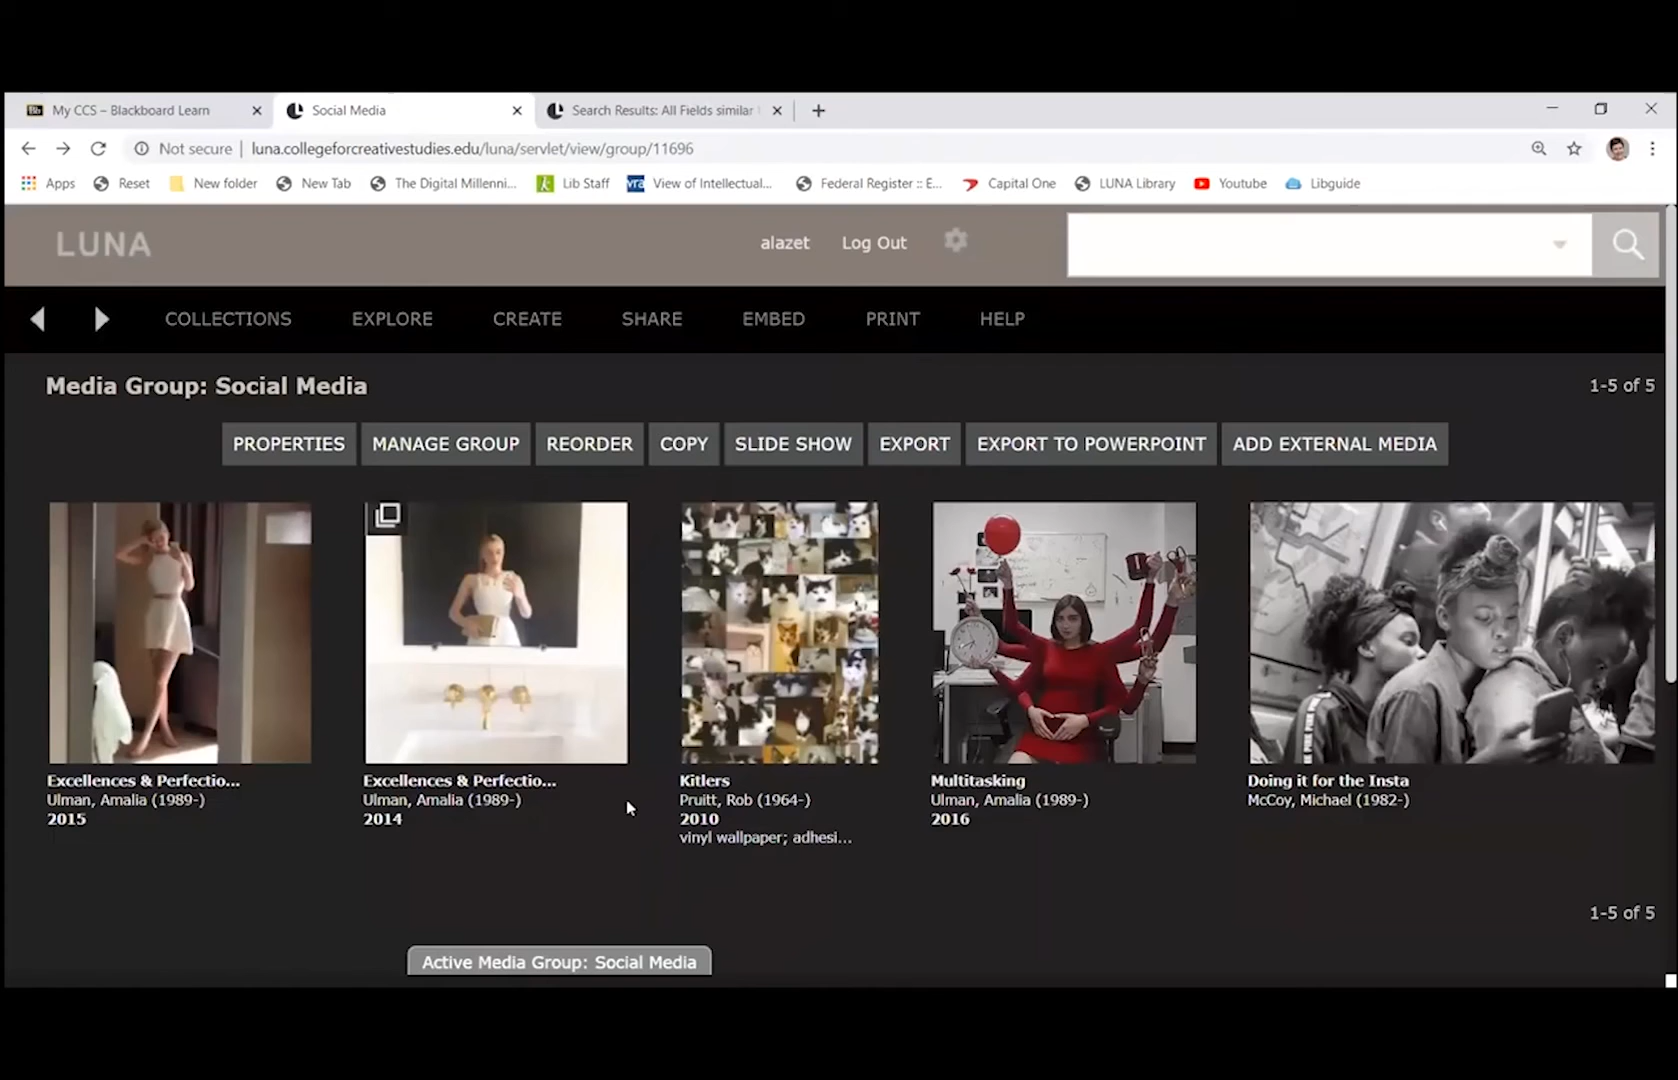 My CCS – Blackboard Learn
Social Media
Search Results: All Fields similar
Not secure | luna.collegeforcreativestudies.edu/luna/servlet/view/group/11696
Apps
Reset
New folder
New Tab
The Digital Millenni...
Lib Staff
vra
View of Intellectual...
Federal Register :: E...
Capital One
LUNA Library
Youtube
Libguide
LUNA
alazet
Log Out
COLLECTIONS
EXPLORE
CREATE
SHARE
EMBED
PRINT
HELP
Media Group: Social Media
1-5 of 5
PROPERTIES
MANAGE GROUP
REORDER
COPY
SLIDE SHOW
EXPORT
EXPORT TO POWERPOINT
ADD EXTERNAL MEDIA
Excellences & Perfectio...
Ulman, Amalia (1989-)
2015
Excellences & Perfectio...
Ulman, Amalia (1989-)
2014
Kitlers
Pruitt, Rob (1964-)
2010
vinyl wallpaper; adhesi...
Multitasking
Ulman, Amalia (1989-)
2016
Doing it for the Insta
McCoy, Michael (1982-)
1-5 of 5
Active Media Group: Social Media